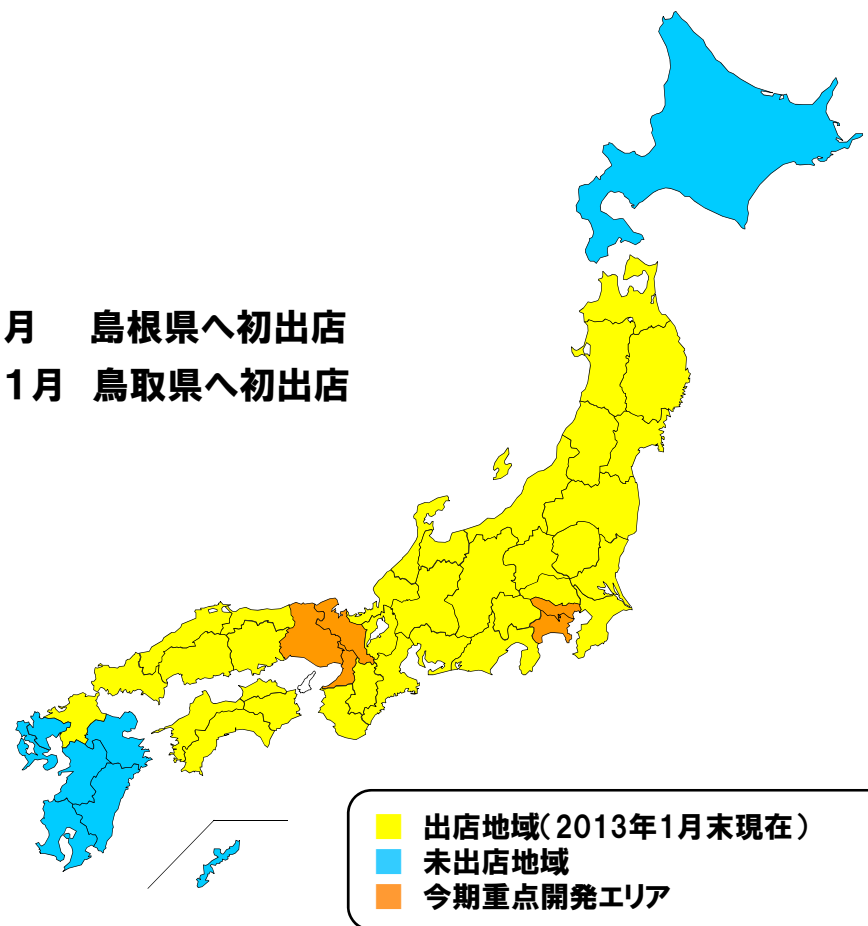 月 島根県へ初出店
1月 鳥取県へ初出店
出店地域(2013年1月末現在)
未出店地域
今期重点開発エリア